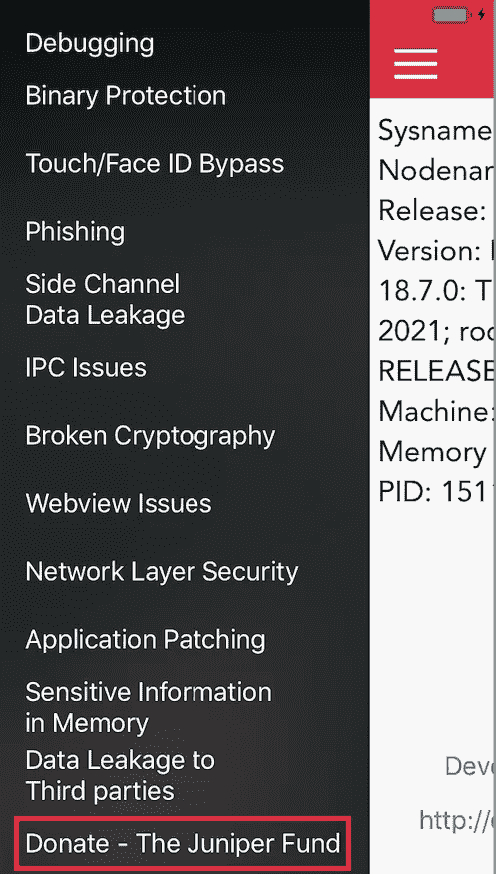 Debugging
Binary Protection
Touch/Face ID Bypass
Phishing
Side Channel
Data Leakage
IPC Issues
Broken Cryptography
Webview Issues
Network Layer Security
Application Patching
Sensitive Information
in Memory
Data Leakage to
Third parties
Donate - The Juniper Fund
Sysname
Nodenar
Release:
Version:
18.7.0: T
2021; roo
RELEASE
Machine:
Memory
PID: 151
Deve
http://